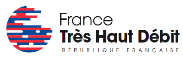 France
Très Haut Débit
RÉPUBLIQUE FRANÇAISE